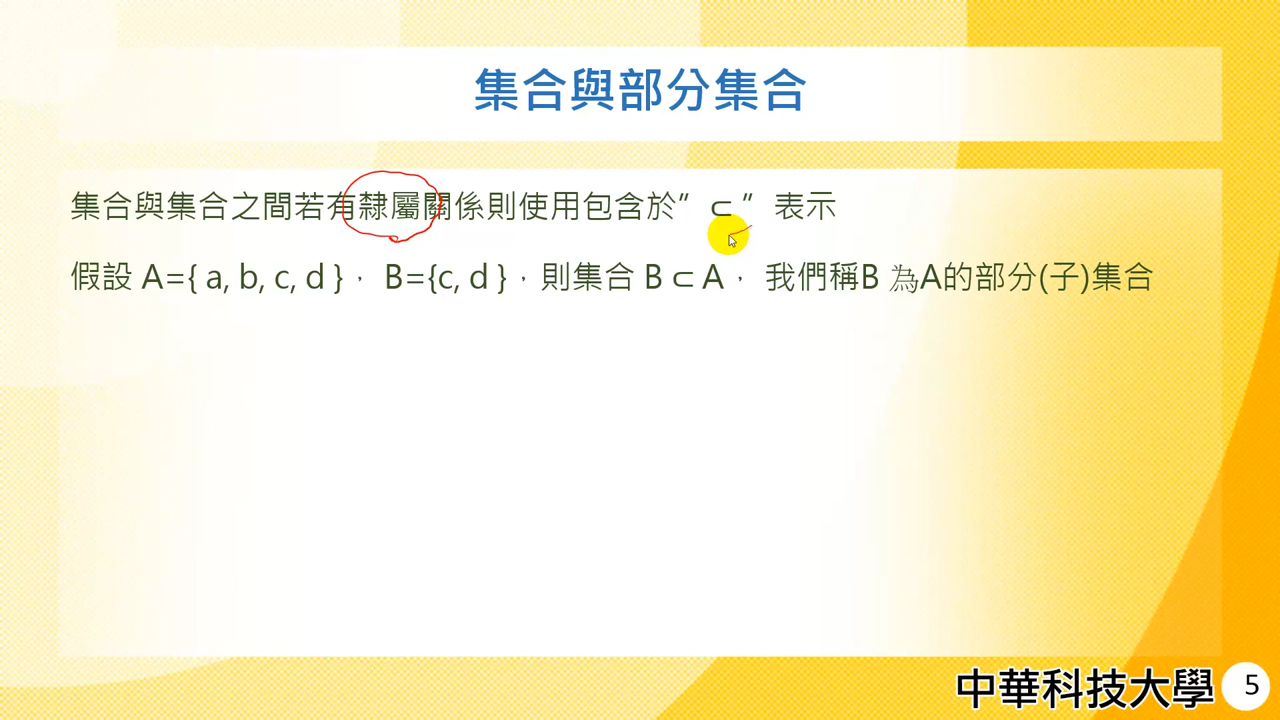 集合與部分集合
集合與集合之間若有隸屬關係則使用包含於” ⊂ ” 表示
假設 A={ a, b, c, d }， B={c, d }，則集合 B ⊂ A， 我們稱B 為A的部分(子)集合
中華科技大學 5